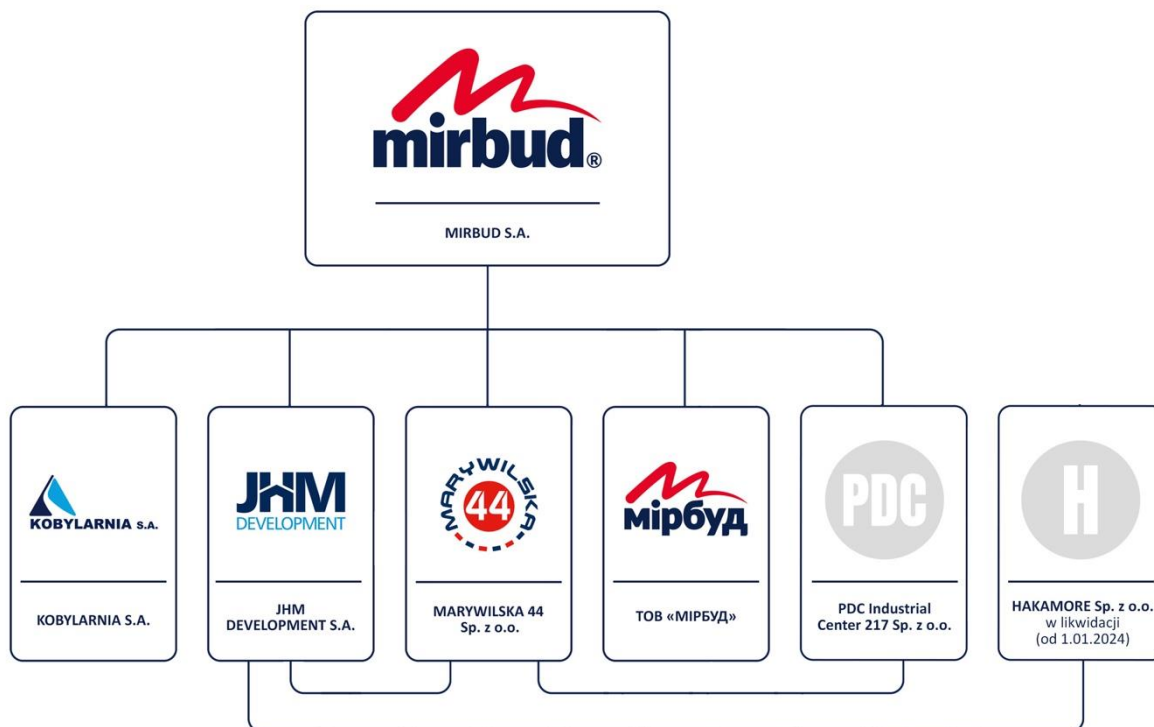 mirbud®
MIRBUD S.A.
KOBYLARNIA S.A.
KOBYLARNIA S.A.
JHM
DEVELOPMENT
JHM
DEVELOPMENT S.A.
MARYWILSKA
44
MARYWILSKA 44
Sp. z o.o.
мірбуд
ТОВ «МІРБУД»
PDC
PDC Industrial
Center 217 Sp. z o.o.
H
HAKAMORE Sp. z o.o.
w likwidacji
(od 1.01.2024)